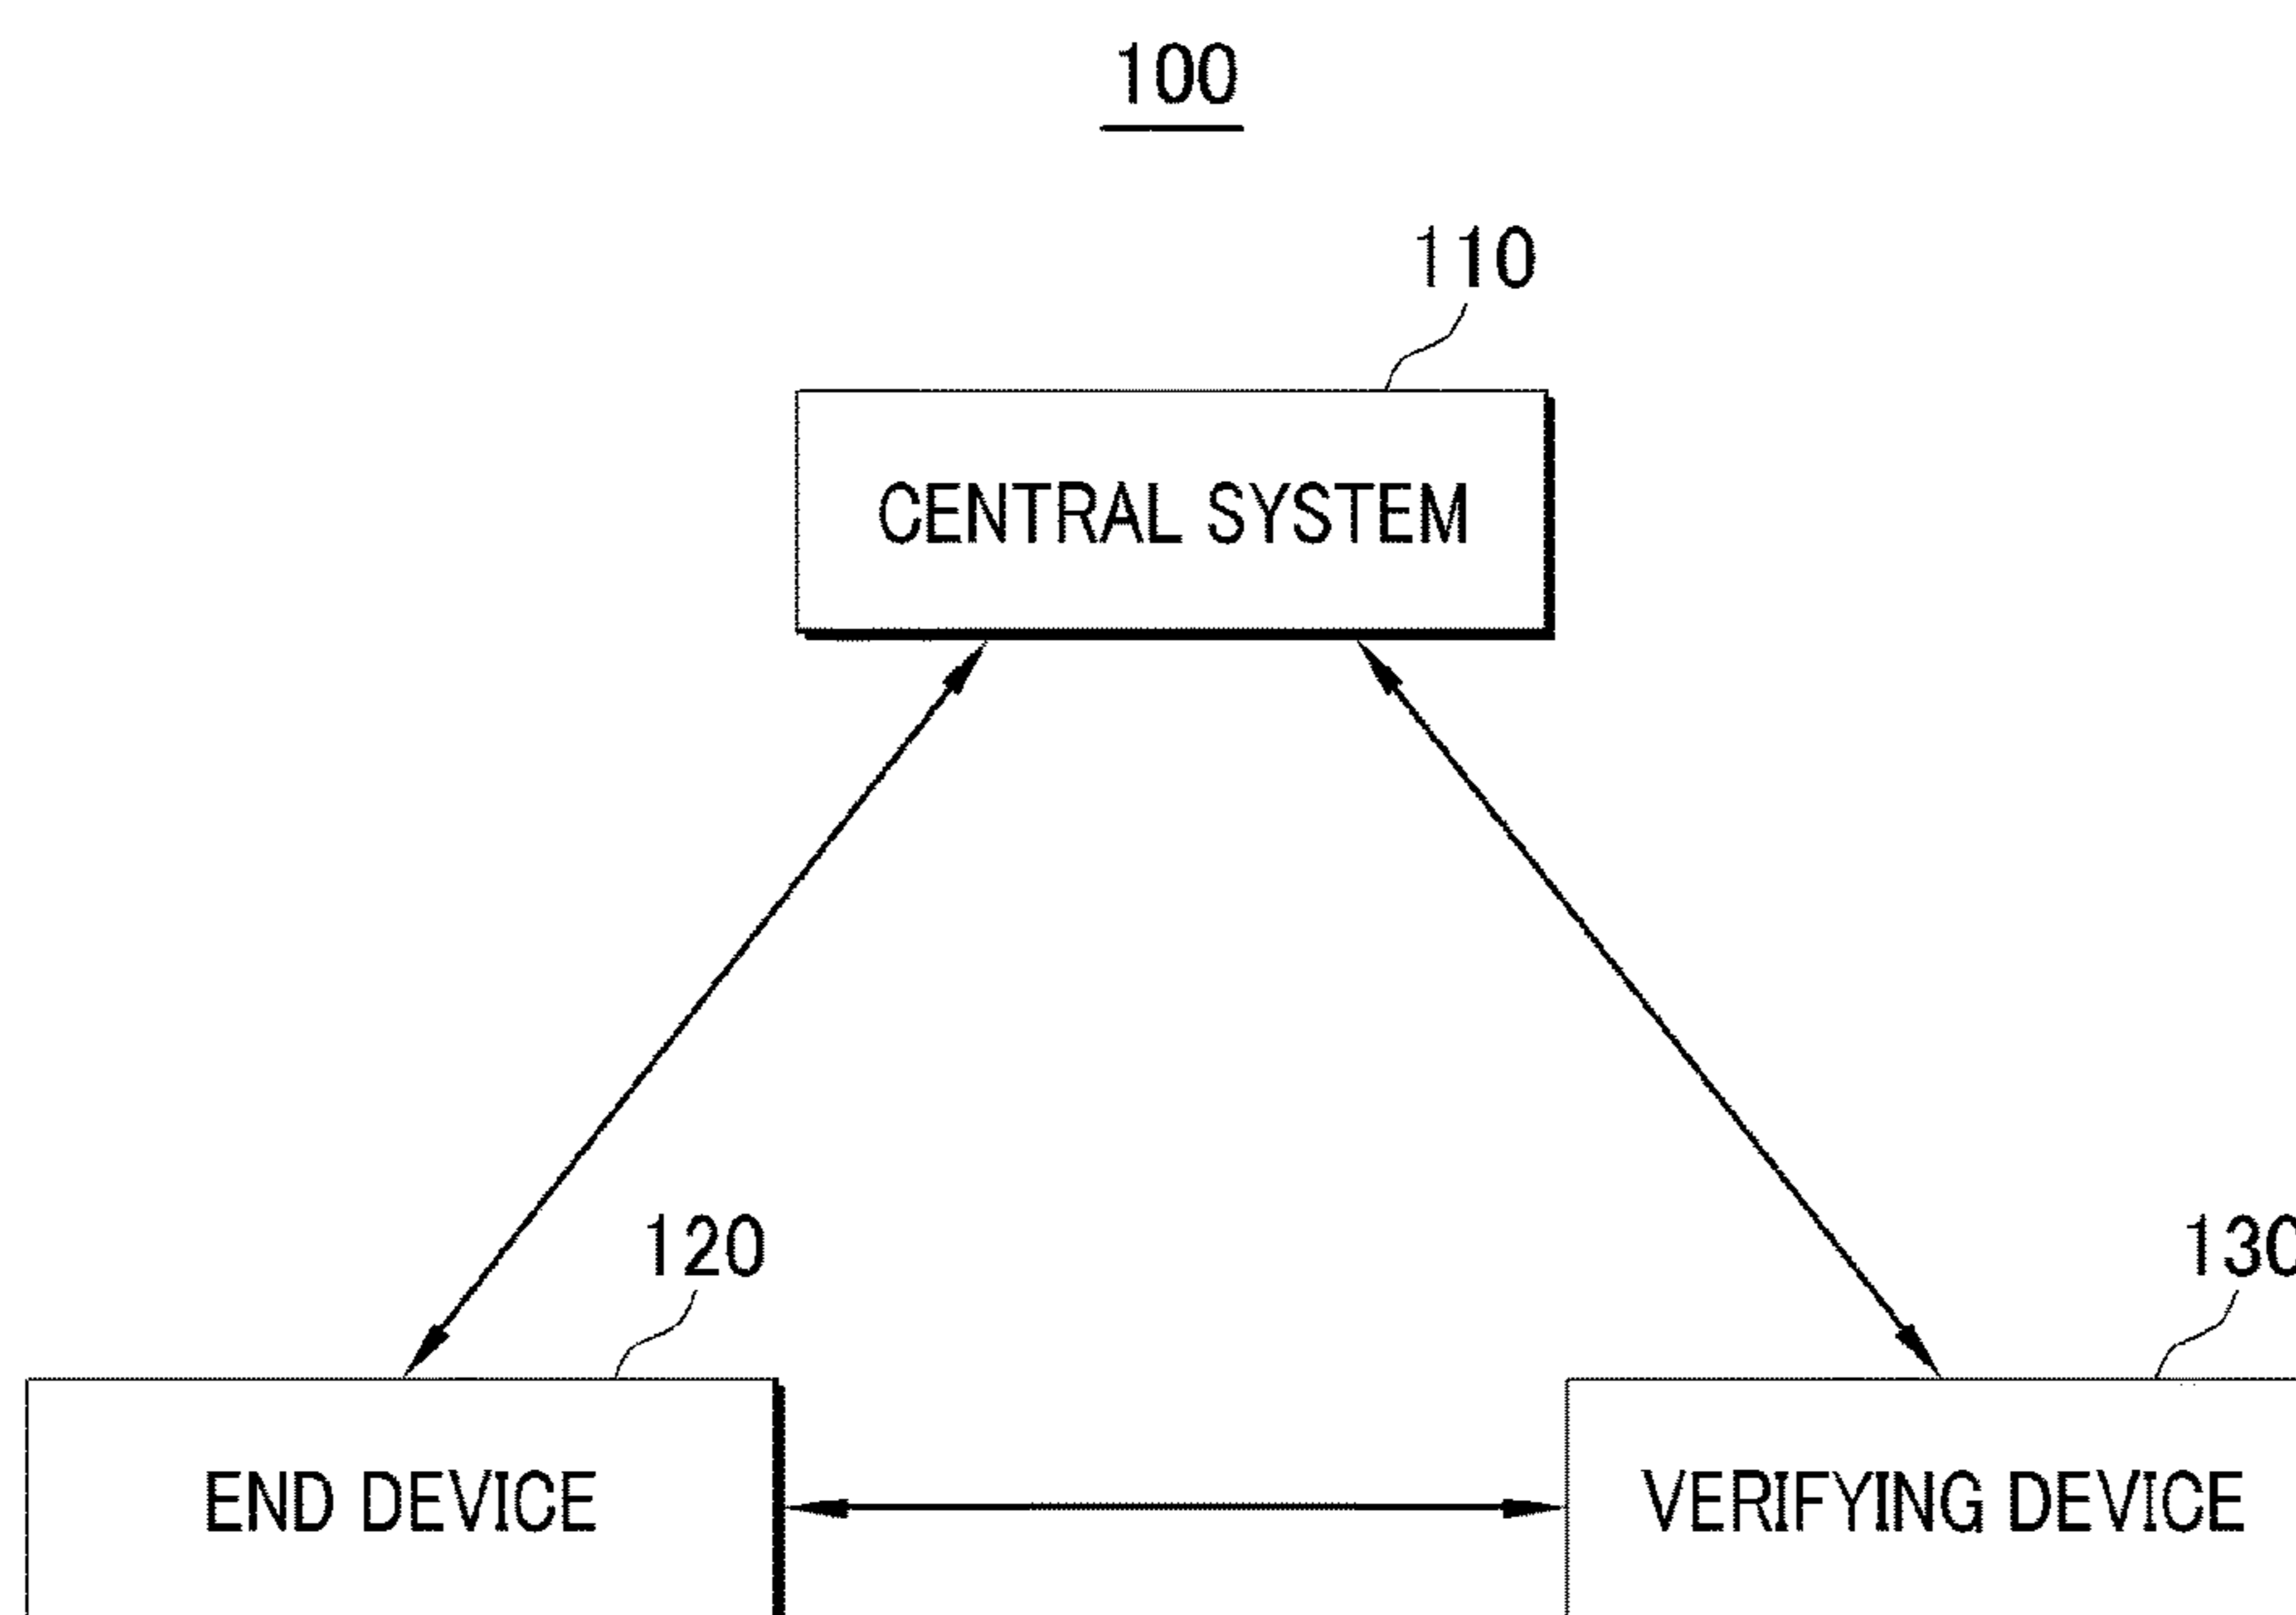 100
110
CENTRAL SYSTEM
120
130
END DEVICE
VERIFYING DEVICE